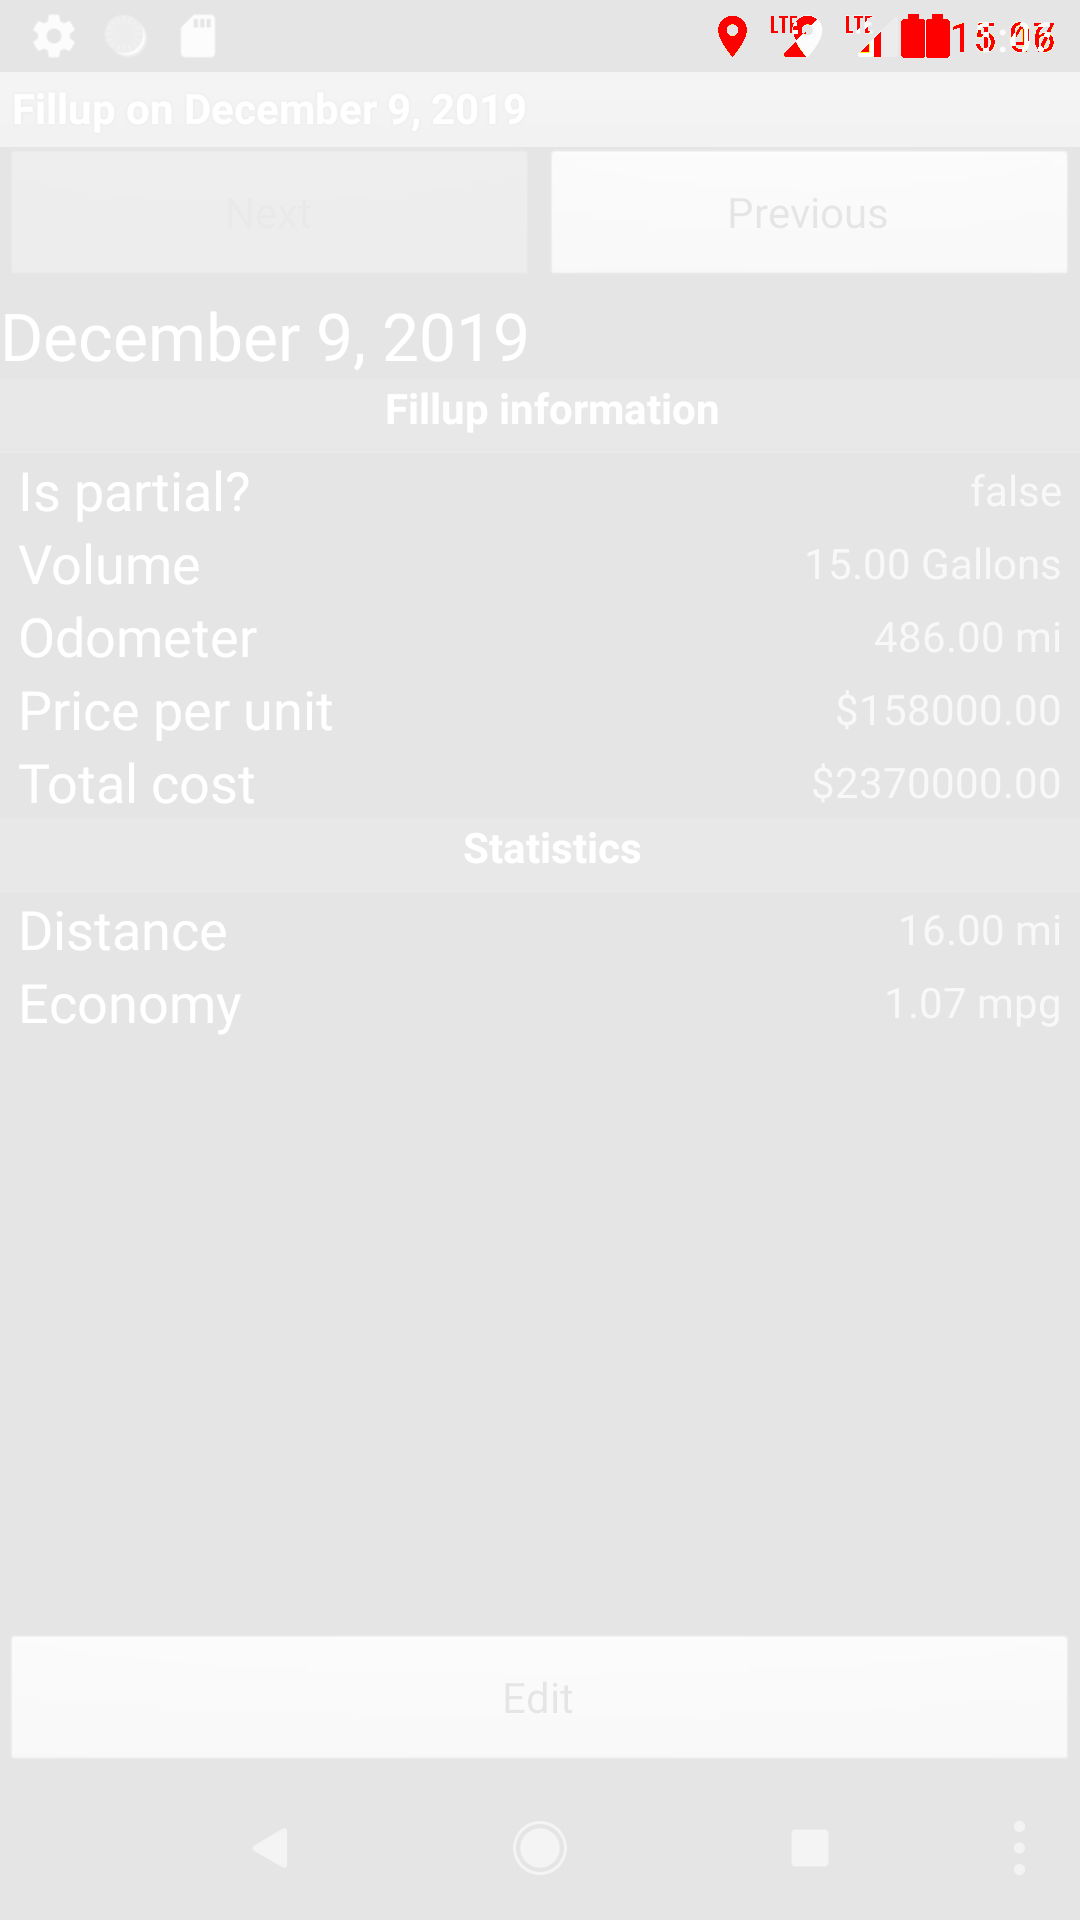 LTE LTE
Fillup on December 9, 2019
Next Previous
December 9, 2019
Fillup information
Is partial? false
Volume 15.00 Gallons
Odometer 486.00 mi
Price per unit $158000.00
Total cost $2370000.00
Statistics
Distance 16.00 mi
Economy 1.07 mpg
Edit